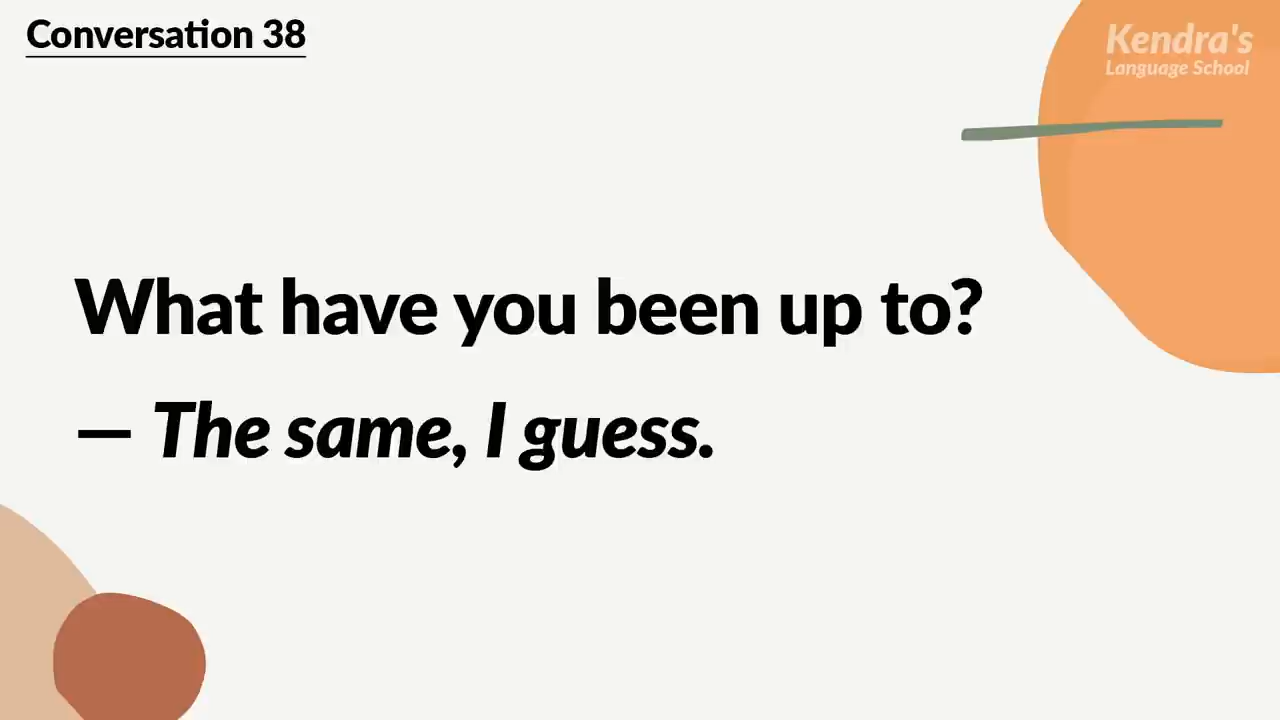 Conversation 38
Kendra's
Language School
What have you been up to?
— The same, I guess.